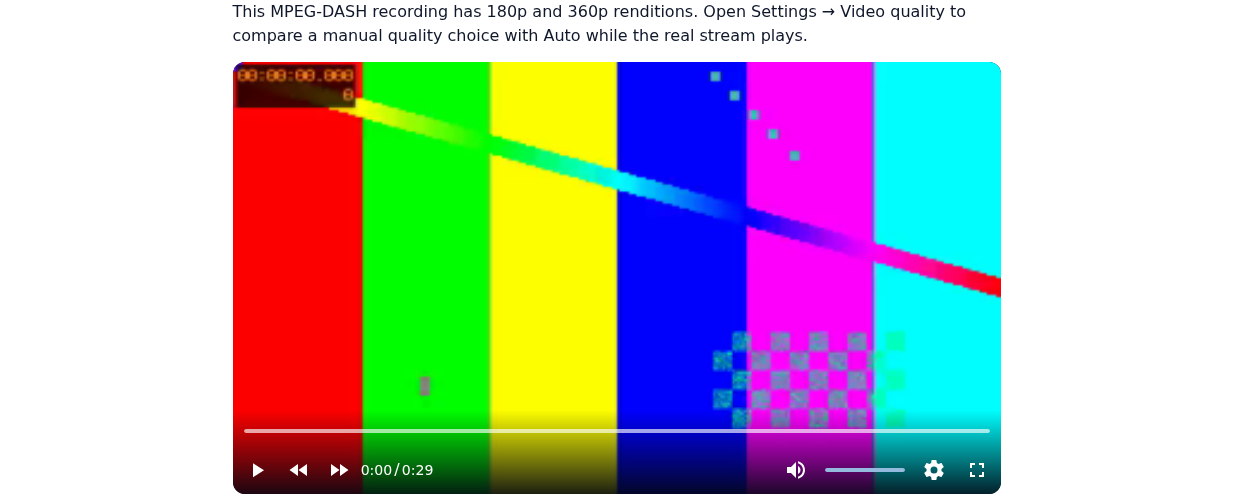 This MPEG-DASH recording has 180p and 360p renditions. Open Settings → Video quality to
compare a manual quality choice with Auto while the real stream plays.
00:00:00.000
0
0:00 / 0:29